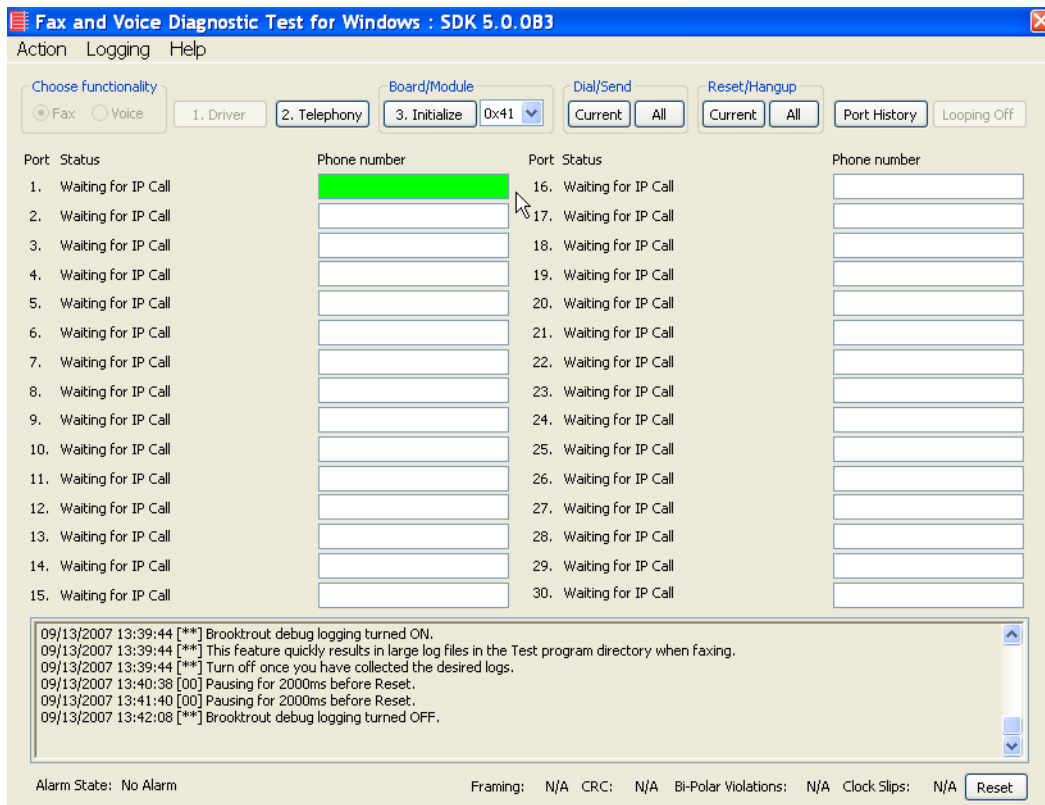 Fax and Voice Diagnostic Test for Windows : SDK 5.0.0B3
Action Logging Help
Choose functionality Board/Module Dial/Send Reset/Hangup
Fax Voice 1. Driver 2. Telephony 3. Initialize 0x41 Current All Current All Port History Looping Off
Port Status Phone number Port Status Phone number
1. Waiting for IP Call 16. Waiting for IP Call
2. Waiting for IP Call 17. Waiting for IP Call
3. Waiting for IP Call 18. Waiting for IP Call
4. Waiting for IP Call 19. Waiting for IP Call
5. Waiting for IP Call 20. Waiting for IP Call
6. Waiting for IP Call 21. Waiting for IP Call
7. Waiting for IP Call 22. Waiting for IP Call
8. Waiting for IP Call 23. Waiting for IP Call
9. Waiting for IP Call 24. Waiting for IP Call
10. Waiting for IP Call 25. Waiting for IP Call
11. Waiting for IP Call 26. Waiting for IP Call
12. Waiting for IP Call 27. Waiting for IP Call
13. Waiting for IP Call 28. Waiting for IP Call
14. Waiting for IP Call 29. Waiting for IP Call
15. Waiting for IP Call 30. Waiting for IP Call
09/13/2007 13:39:44 [**] Brooktrout debug logging turned ON.
09/13/2007 13:39:44 [**] This feature quickly results in large log files in the Test program directory when faxing.
09/13/2007 13:39:44 [**] Turn off once you have collected the desired logs.
09/13/2007 13:40:38 [00] Pausing for 2000ms before Reset.
09/13/2007 13:41:40 [00] Pausing for 2000ms before Reset.
09/13/2007 13:42:08 [**] Brooktrout debug logging turned OFF.
Alarm State: No Alarm Framing: N/A CRC: N/A Bi-Polar Violations: N/A Clock Slips: N/A Reset